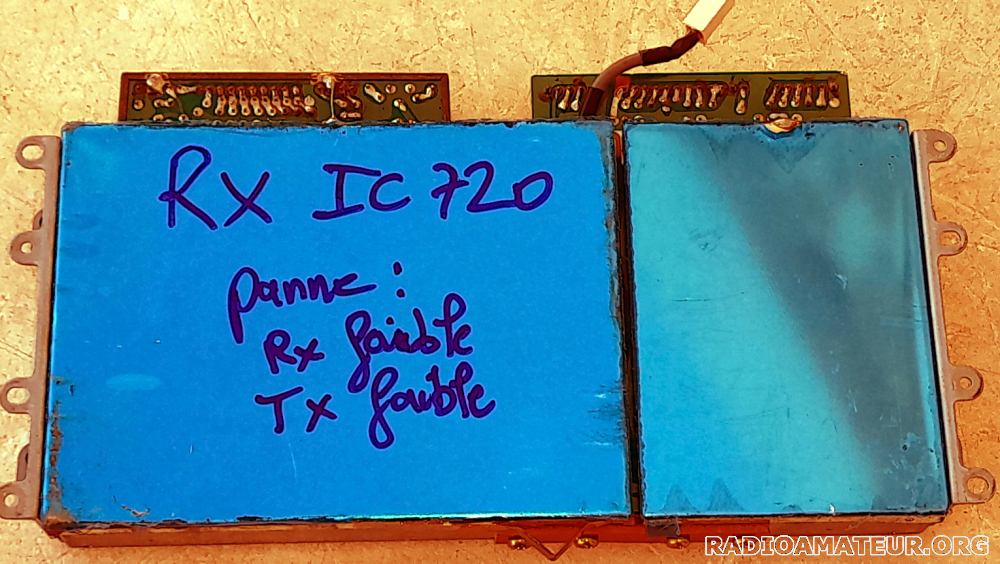 RX IC 720
panne :
Rx faible
TX faible
RADIOAMATEUR.ORG